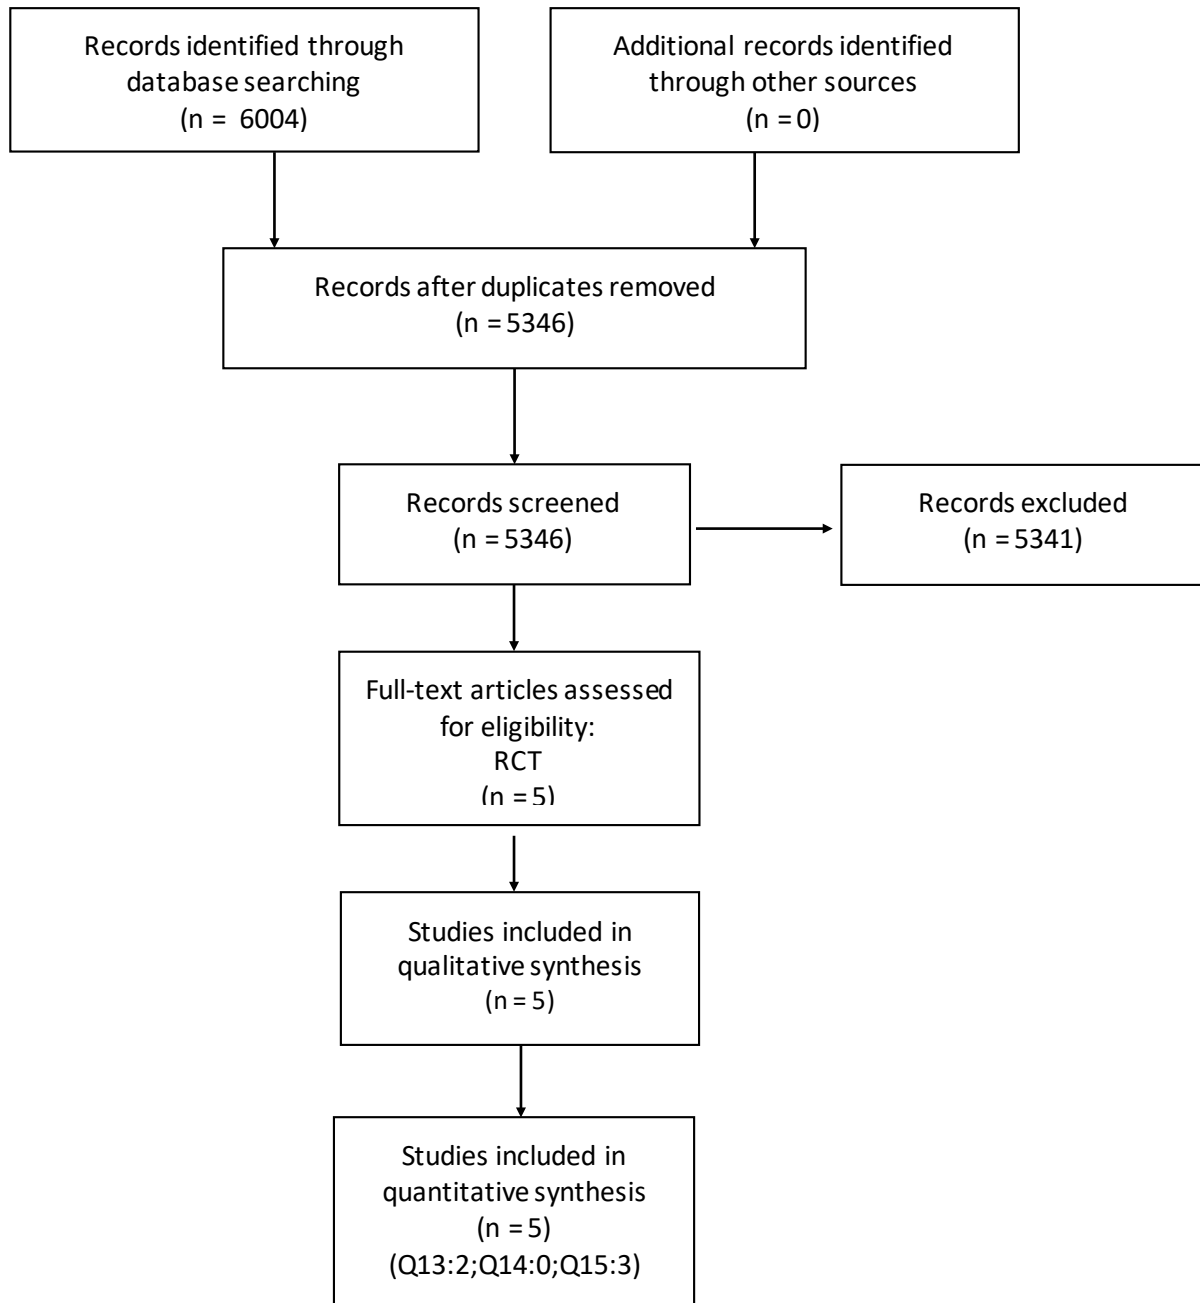 Records identified through
database searching
(n = 6004)
Additional records identified
through other sources
(n = 0)
Records after duplicates removed
(n = 5346)
Records screened
(n = 5346)
Records excluded
(n = 5341)
Full-text articles assessed
for eligibility:
RCT
(n = 5)
Studies included in
qualitative synthesis
(n = 5)
Studies included in
quantitative synthesis
(n = 5)
(Q13:2;Q14:0;Q15:3)